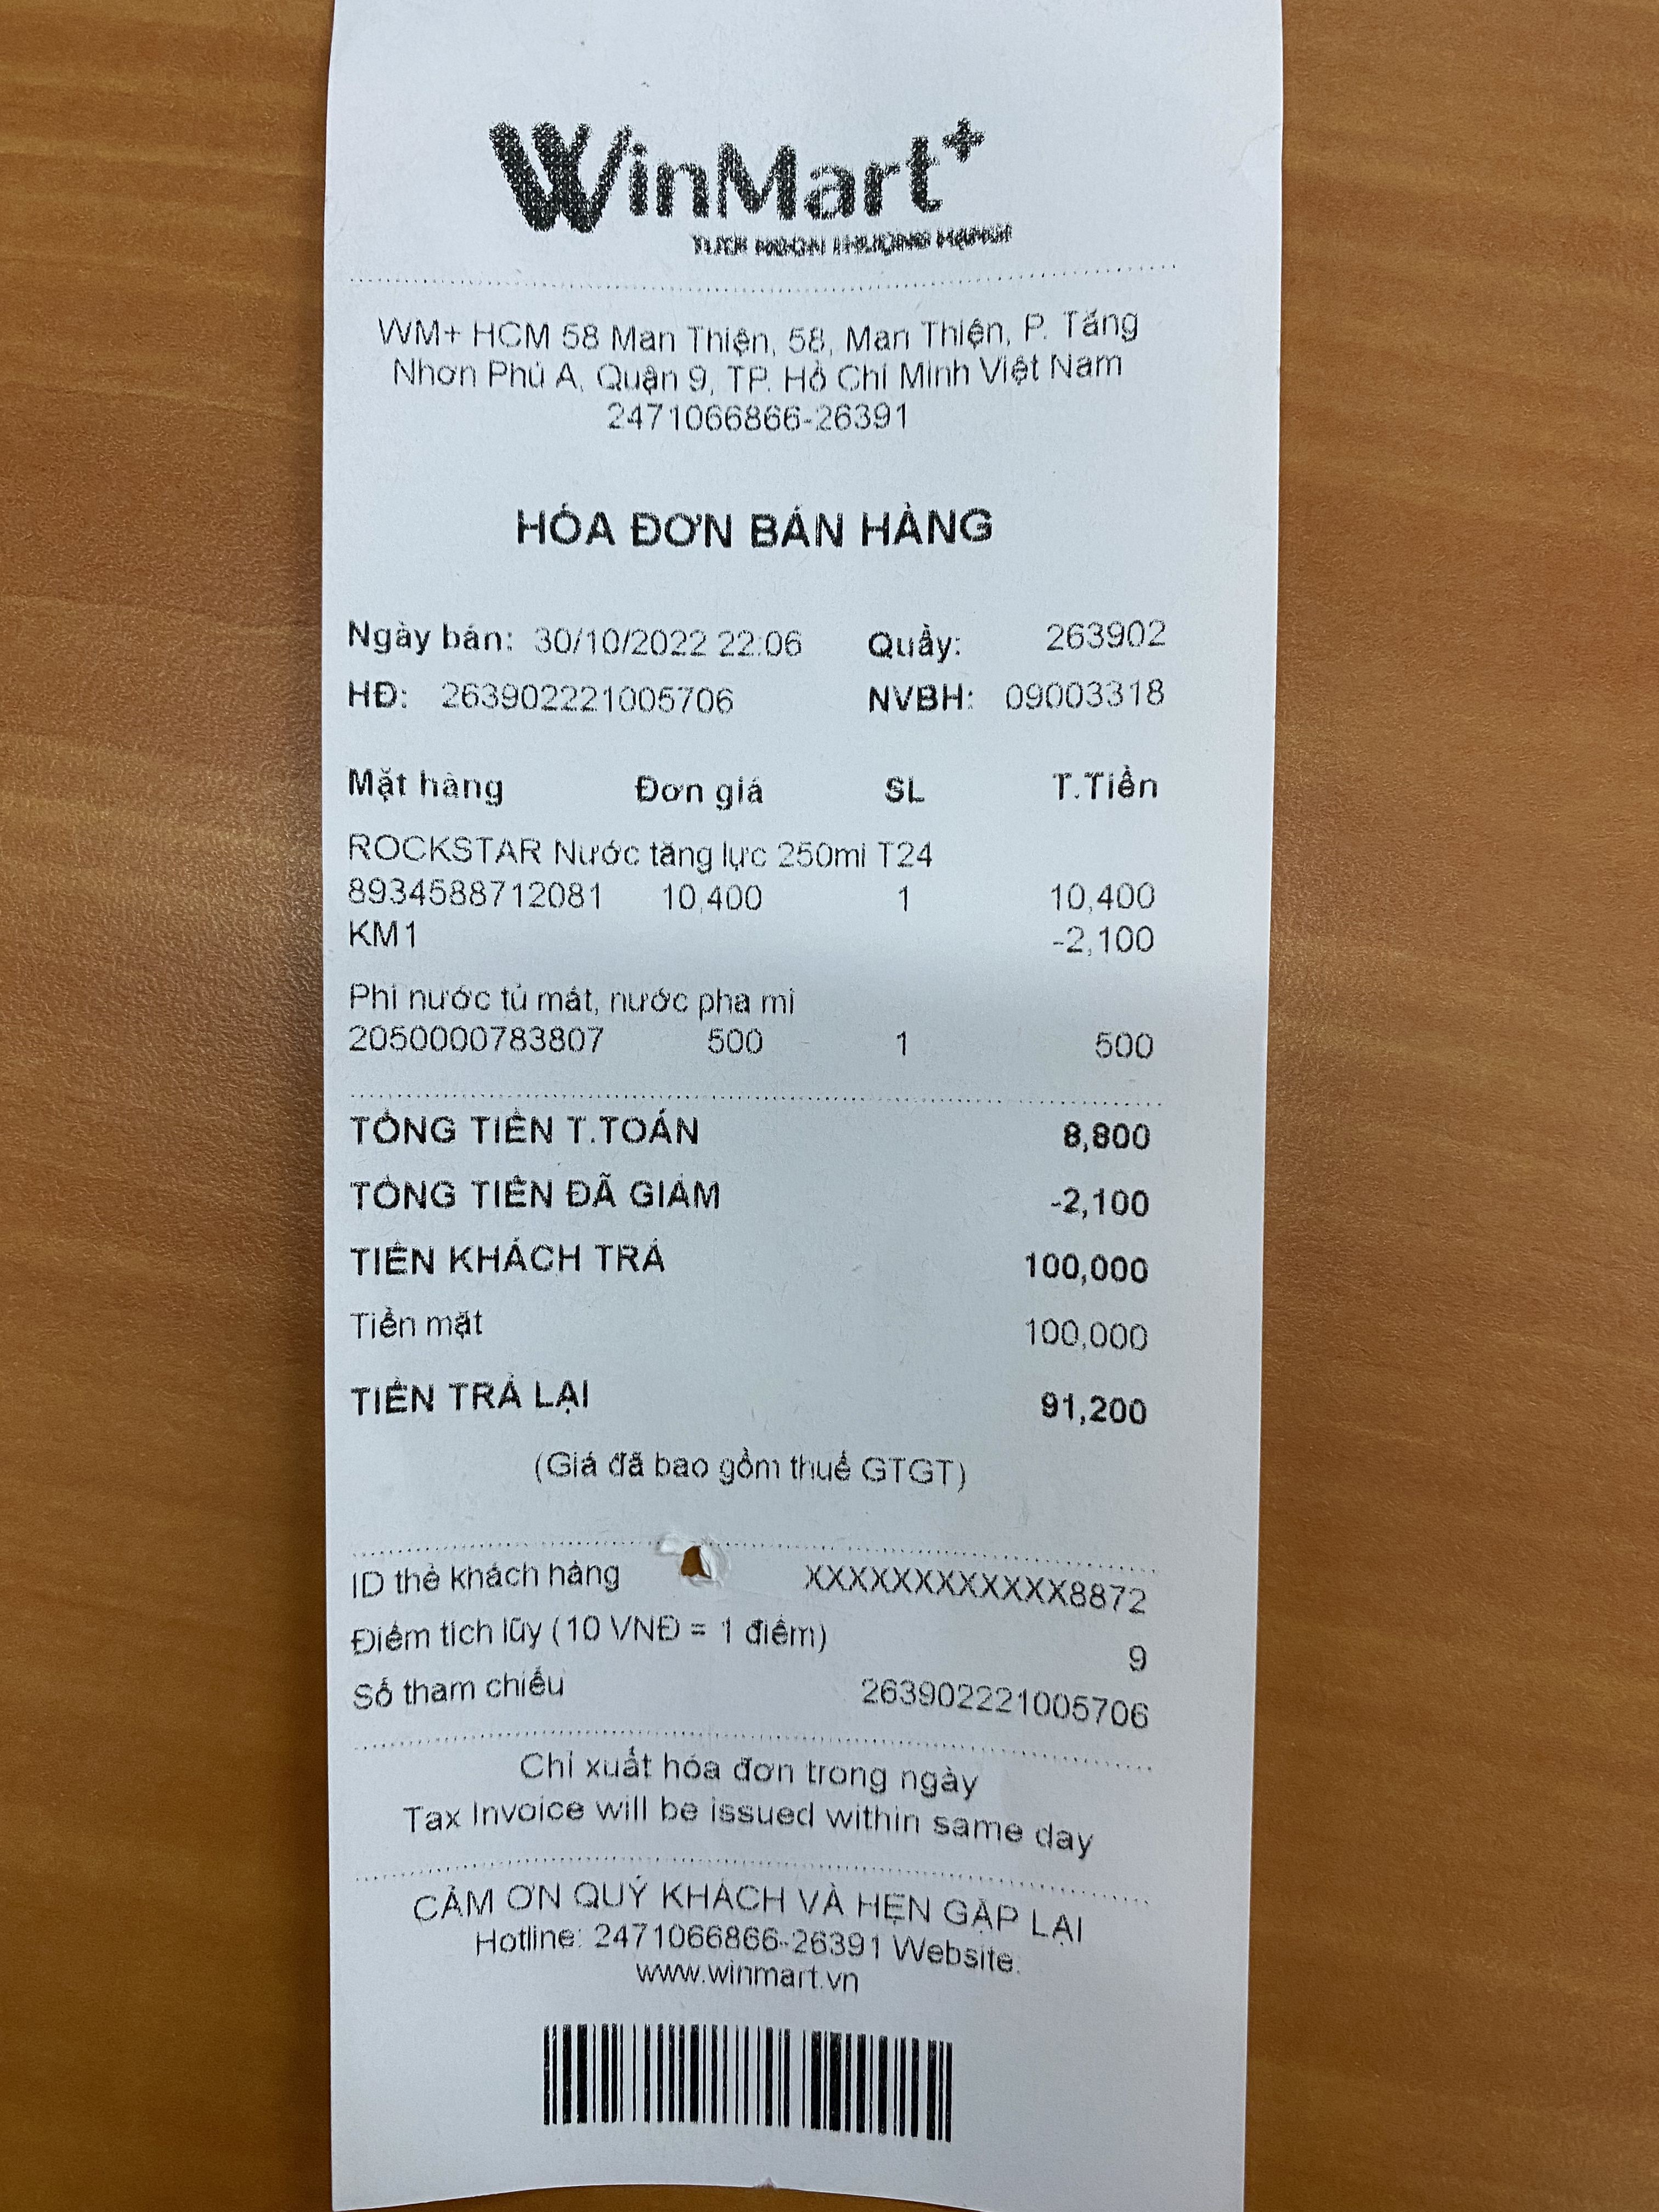 WinMart+
TƯƠI NGON THƯỢNG HẠNG!
WM+ HCM 58 Man Thiện, 58, Man Thiện, P. Tăng
Nhơn Phú A, Quận 9, TP. Hồ Chí Minh Việt Nam
2471066866-26391
HÓA ĐƠN BÁN HÀNG
Ngày bán: 30/10/2022 22:06 Quầy: 263902
HĐ: 263902221005706 NVBH: 09003318
Mặt hàng Đơn giá SL T.Tiền
ROCKSTAR Nước tăng lực 250ml T24
8934588712081 10,400 1 10,400
KM1 -2,100
Phí nước tủ mát, nước pha mì
2050000783807 500 1 500
TỔNG TIỀN T.TOÁN 8,800
TỔNG TIỀN ĐÃ GIẢM -2,100
TIỀN KHÁCH TRẢ 100,000
Tiền mặt 100,000
TIỀN TRẢ LẠI 91,200
(Giá đã bao gồm thuế GTGT)
ID thẻ khách hàng XXXXXXXXXXXX8872
Điểm tích lũy (10 VNĐ = 1 điểm) 9
Số tham chiếu 263902221005706
Chỉ xuất hóa đơn trong ngày
Tax Invoice will be issued within same day
CẢM ƠN QUÝ KHÁCH VÀ HẸN GẶP LẠI
Hotline: 2471066866-26391 Website:
www.winmart.vn